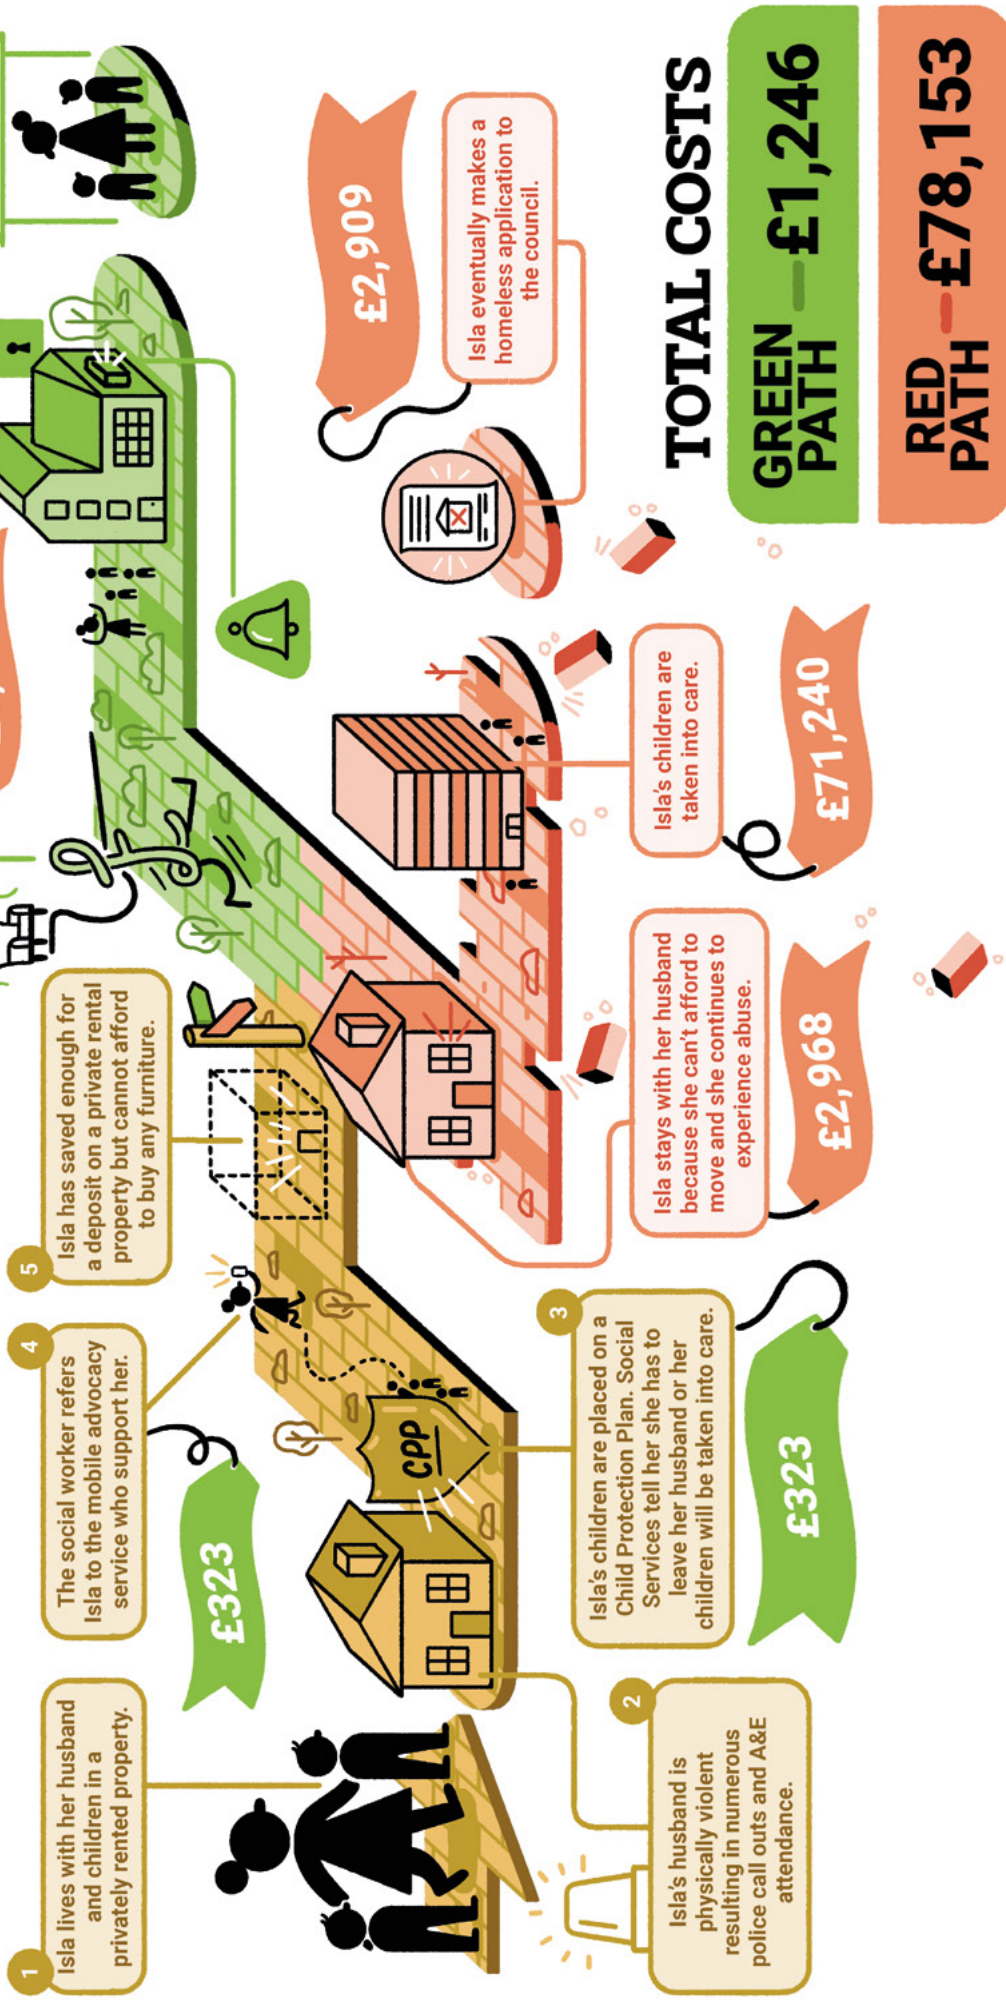 1
Isla lives with her husband
and children in a
privately rented property.
2
Isla's husband is
physically violent
resulting in numerous
police call outs and A&E
attendance.
3
Isla's children are placed on a
Child Protection Plan. Social
Services tell her she has to
leave her husband or her
children will be taken into care.
£323
CPP
4
The social worker refers
Isla to the mobile advocacy
service who support her.
£323
5
Isla has saved enough for
a deposit on a private rental
property but cannot afford
to buy any furniture.
Isla stays with her husband
because she can't afford to
move and she continues to
experience abuse.
£2,968
Isla's children are
taken into care.
£71,240
Isla eventually makes a
homeless application to
the council.
£2,909
TOTAL COSTS
GREEN
PATH – £1,246
RED
PATH – £78,153